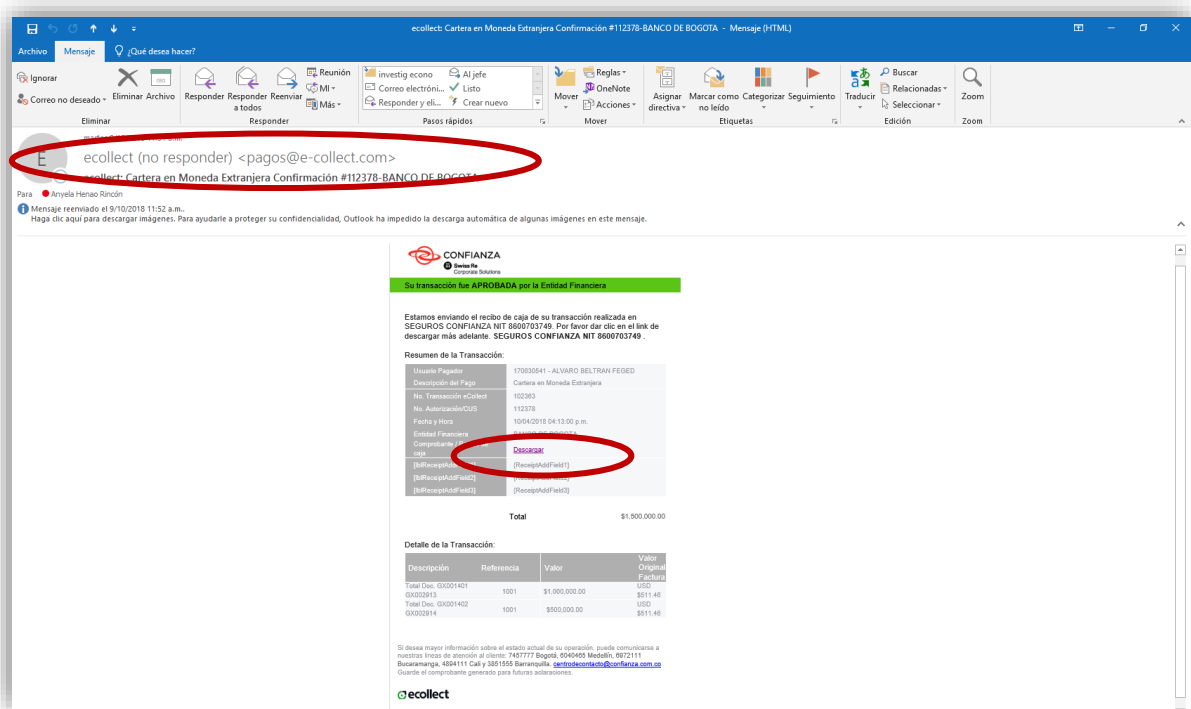 ecollect: Cartera en Moneda Extranjera Confirmación #112378-BANCO DE BOGOTA - Mensaje (HTML)
Archivo Mensaje ¿Qué desea hacer?
Ignorar
Correo no deseado
Eliminar Archivo
Responder Responder a todos Reenviar
Reunión
MI
Más
investig econo
Correo electróni...
Responder y eli...
Al jefe
Listo
Crear nuevo
Mover
Reglas
OneNote
Acciones
Asignar directiva
Marcar como no leído
Categorizar
Seguimiento
Traducir
Buscar
Relacionadas
Seleccionar
Zoom
Eliminar Responder Pasos rápidos Mover Etiquetas Edición Zoom
E
ecollect (no responder) <pagos@e-collect.com>
ecollect: Cartera en Moneda Extranjera Confirmación #112378-BANCO DE BOGOTA
Para Anyela Henao Rincón
Mensaje reenviado el 9/10/2018 11:52 a.m..
Haga clic aquí para descargar imágenes. Para ayudarle a proteger su confidencialidad, Outlook ha impedido la descarga automática de algunas imágenes en este mensaje.
CONFIANZA
Swiss Re
Corporate Solutions
Su transacción fue APROBADA por la Entidad Financiera
Estamos enviando el recibo de caja de su transacción realizada en
SEGUROS CONFIANZA NIT 8600703749. Por favor dar clic en el link de
descargar más adelante. SEGUROS CONFIANZA NIT 8600703749 .
Resumen de la Transacción:
Usuario Pagador 170630541 - ALVARO BELTRAN FEGED
Descripción del Pago Cartera en Moneda Extranjera
No. Transacción eCollect 102363
No. Autorización/CUS 112378
Fecha y Hora 10/04/2018 04:13:00 p.m.
Entidad Financiera BANCO DE BOGOTA
Comprobante /
caja Descargar
[lblReceiptAddField1] {ReceiptAddField1}
[lblReceiptAddField2] {ReceiptAddField2}
[lblReceiptAddField3] {ReceiptAddField3}
Total $1,500,000.00
Detalle de la Transacción:
Descripción Referencia Valor Valor Original Factura
Total Doc. GX001401 GX002913 1001 $1,000,000.00 USD $511.46
Total Doc. GX001402 GX002914 1001 $500,000.00 USD $511.46
Si desea mayor información sobre el estado actual de su operación, puede comunicarse a
nuestras lineas de atención al cliente: 7457777 Bogotá, 6040465 Medellín, 6972111
Bucaramanga, 4894111 Cali y 3851555 Barranquilla. centrodecontacto@confianza.com.co
Guarde el comprobante generado para futuras aclaraciones.
ecollect